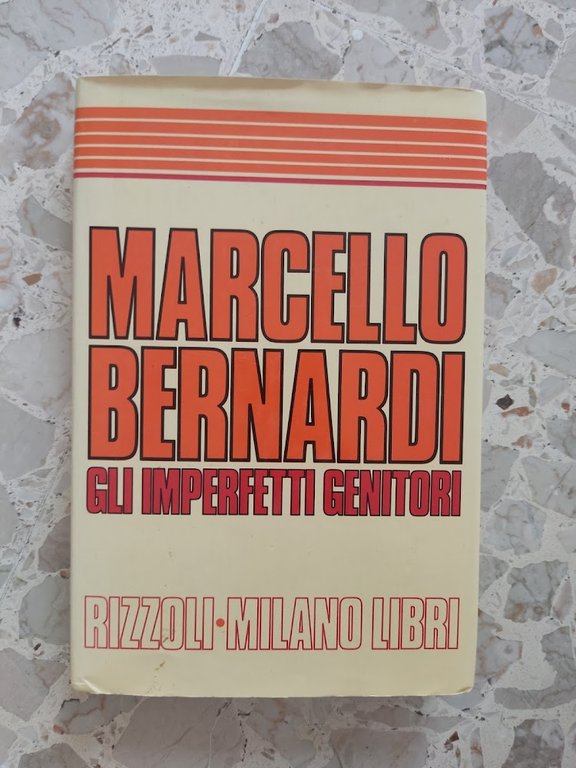 MARCELLO
BERNARDI
GLI IMPERFETTI GENITORI
RIZZOLI • MILANO LIBRI